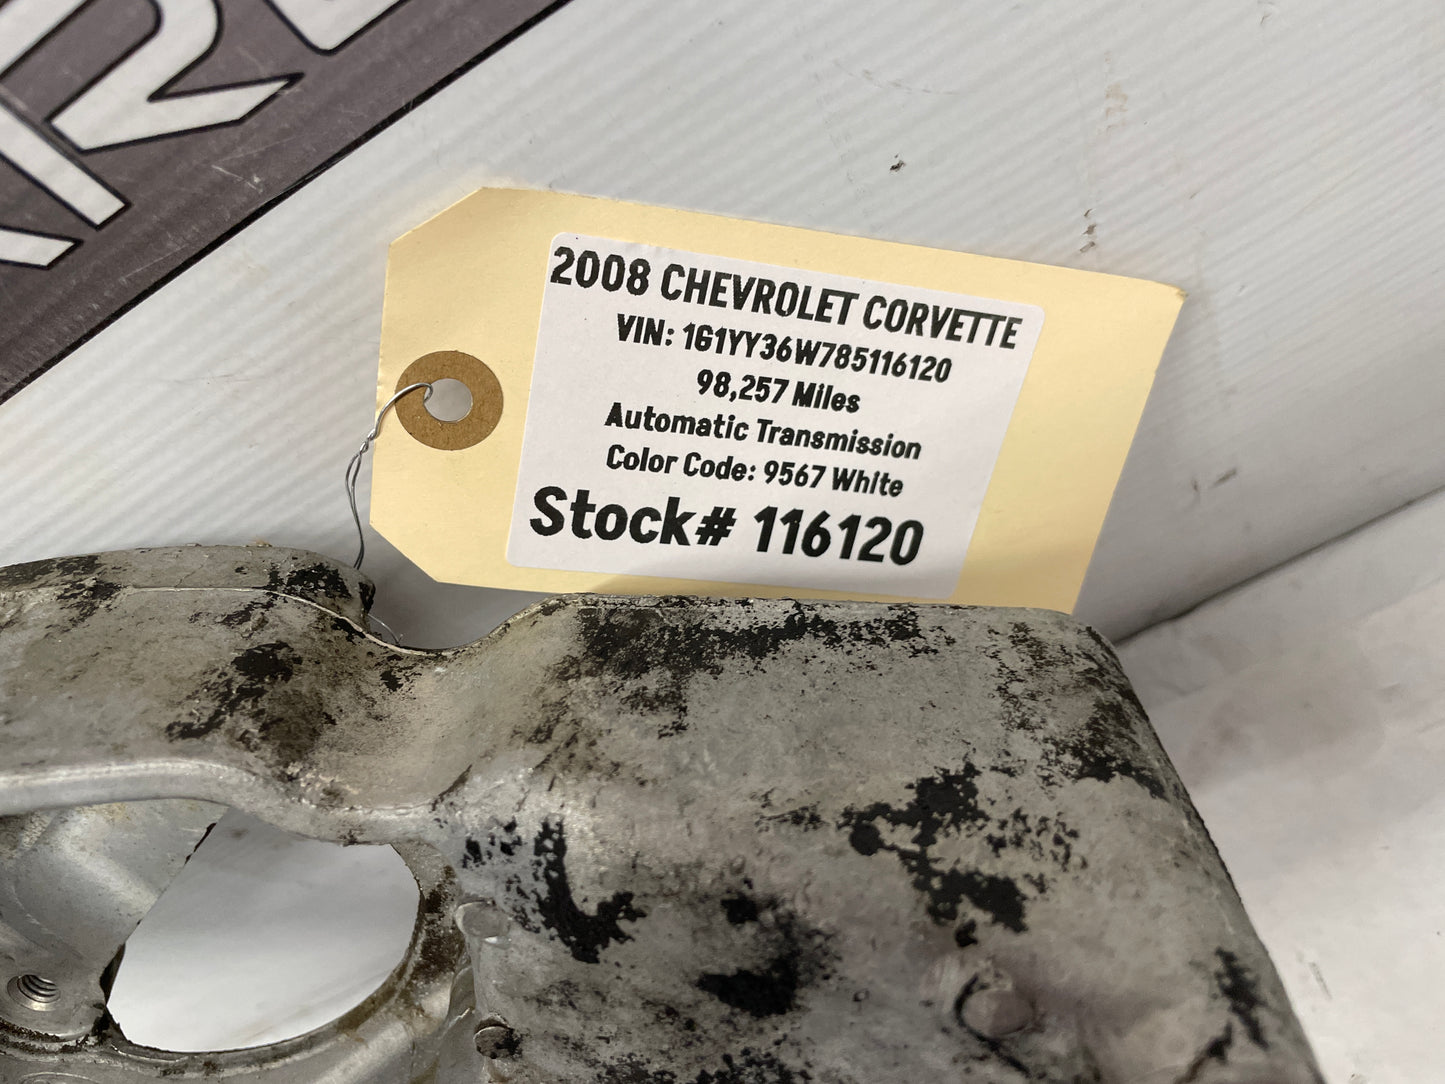 2008 CHEVROLET CORVETTE
VIN: 1G1YY36W785116120
98,257 Miles
Automatic Transmission
Color Code: 9567 White
Stock# 116120